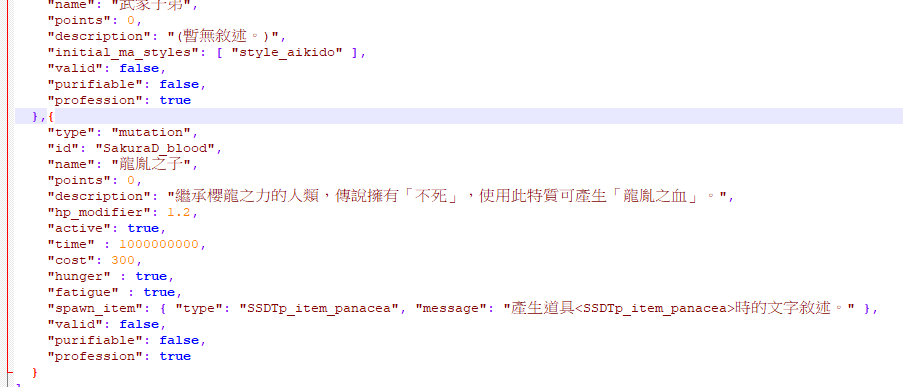 "name": "武家子弟",
"points": 0,
"description": "(暫無敘述。)",
"initial_ma_styles": [ "style_aikido" ],
"valid": false,
"purifiable": false,
"profession": true
},{
"type": "mutation",
"id": "SakuraD_blood",
"name": "龍胤之子",
"points": 0,
"description": "繼承櫻龍之力的人類，傳說擁有「不死」，使用此特質可產生「龍胤之血」。",
"hp_modifier": 1.2,
"active": true,
"time" : 1000000000,
"cost": 300,
"hunger" : true,
"fatigue" : true,
"spawn_item": { "type": "SSDTp_item_panacea", "message": "產生道具<SSDTp_item_panacea>時的文字敘述。" },
"valid": false,
"purifiable": false,
"profession": true
}